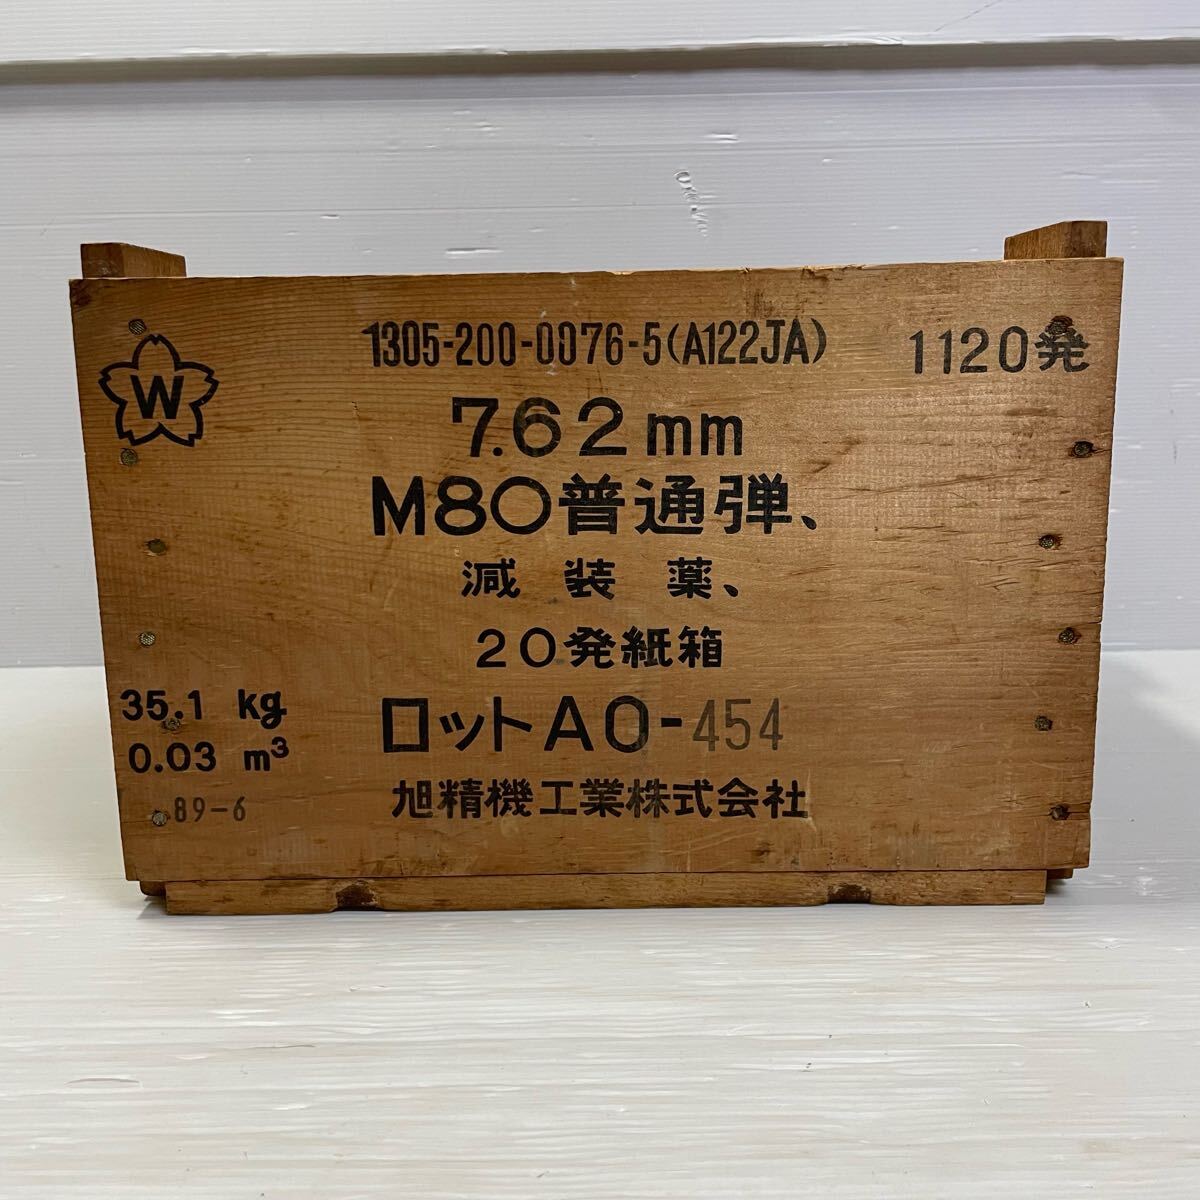 1305-200-0076-5(A122JA)
1120発
W
7.62mm
M80普通弾、
減装薬、
20発紙箱
35.1 kg
ロットAO-454
0.03 m³
旭精機工業株式会社
89-6